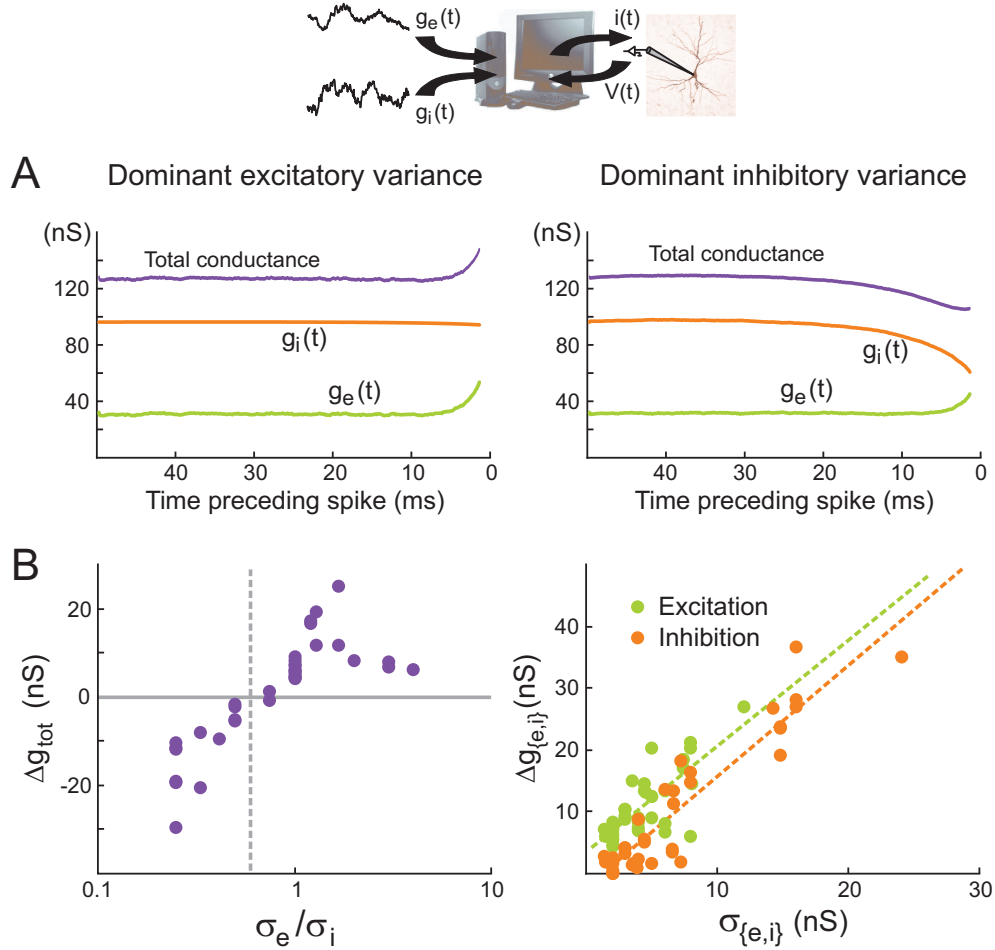 g_e(t)
i(t)
g_i(t)
V(t)
A
Dominant excitatory variance
Dominant inhibitory variance
(nS)
(nS)
Total conductance
Total conductance
120
120
g_i(t)
g_i(t)
80
80
g_e(t)
g_e(t)
40
40
40 30 20 10 0
40 30 20 10 0
Time preceding spike (ms)
Time preceding spike (ms)
B
Δg_tot (nS)
20
0
-20
0.1 1 10
σ_e/σ_i
Δg_{e,i} (nS)
Excitation
Inhibition
40
30
20
10
10 20 30
σ_{e,i} (nS)